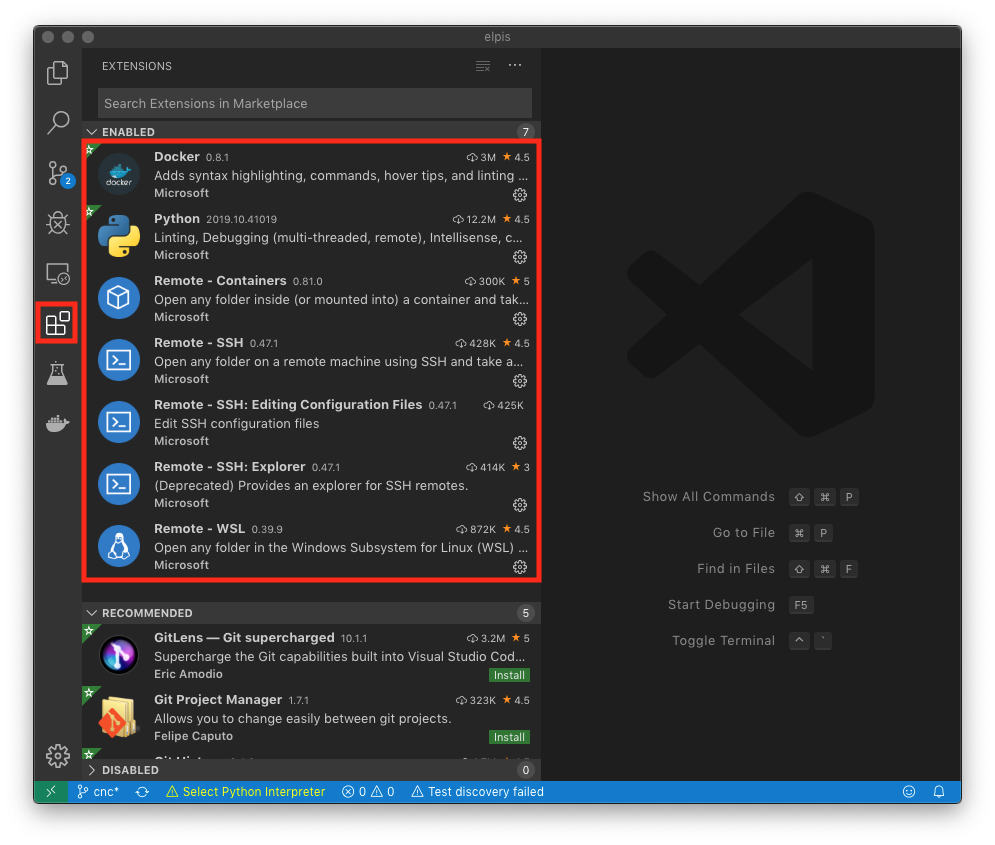 elpis
EXTENSIONS
Search Extensions in Marketplace
ENABLED 7
Docker 0.8.1 3M 4.5
Adds syntax highlighting, commands, hover tips, and linting ...
Microsoft
docker
Python 2019.10.41019 12.2M 4.5
Linting, Debugging (multi-threaded, remote), Intellisense, c...
Microsoft
2
Remote - Containers 0.81.0 300K 5
Open any folder inside (or mounted into) a container and tak...
Microsoft
Remote - SSH 0.47.1 428K 4.5
Open any folder on a remote machine using SSH and take a...
Microsoft
Remote - SSH: Editing Configuration Files 0.47.1 425K
Edit SSH configuration files
Microsoft
Remote - SSH: Explorer 0.47.1 414K 3
(Deprecated) Provides an explorer for SSH remotes.
Microsoft
Remote - WSL 0.39.9 872K 4.5
Open any folder in the Windows Subsystem for Linux (WSL) ...
Microsoft
RECOMMENDED 5
GitLens — Git supercharged 10.1.1 3.2M 5
Supercharge the Git capabilities built into Visual Studio Cod...
Eric Amodio Install
Git Project Manager 1.7.1 323K 4.5
Allows you to change easily between git projects.
Felipe Caputo Install
DISABLED 0
Show All Commands ⇧ ⌘ P
Go to File ⌘ P
Find in Files ⇧ ⌘ F
Start Debugging F5
Toggle Terminal ^ `
cnc* Select Python Interpreter 0 0 Test discovery failed